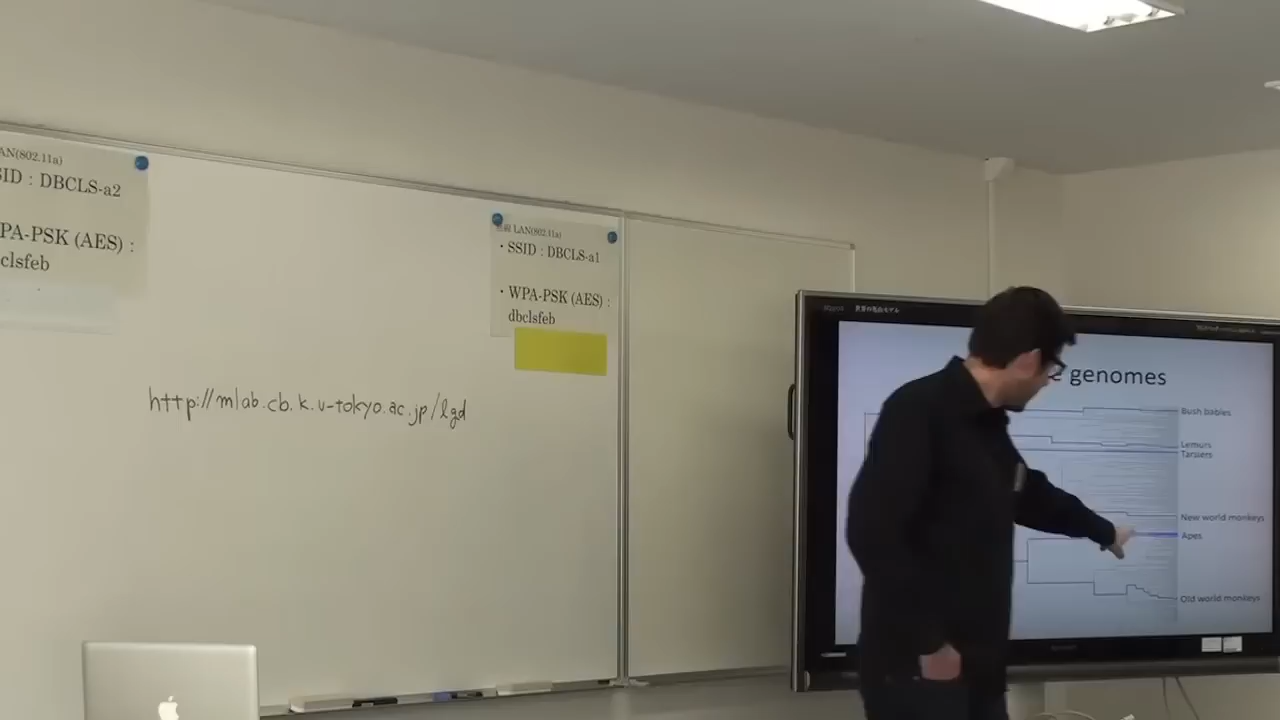 AN(802.11a)
SID : DBCLS-a2
PA-PSK (AES) :
clsfeb
LAN(802.11a)
・SSID : DBCLS-a1
・WPA-PSK (AES) :
dbclsfeb
http://mlab.cb.k.u-tokyo.ac.jp/lgd
genomes
Bush babies
Lemurs
Tarsiers
New world monkeys
Apes
Old world monkeys